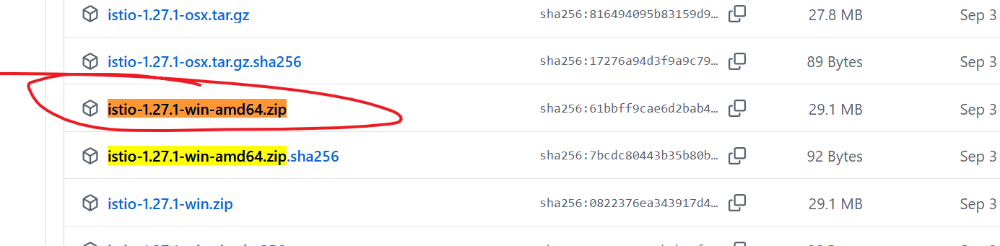 istio-1.27.1-osx.tar.gz sha256:816494095b83159d9… 27.8 MB Sep 3
istio-1.27.1-osx.tar.gz.sha256 sha256:17276a94d3f9a9c79… 89 Bytes Sep 3
istio-1.27.1-win-amd64.zip sha256:61bbff9cae6d2bab4… 29.1 MB Sep 3
istio-1.27.1-win-amd64.zip.sha256 sha256:7bcdc80443b35b80b… 92 Bytes Sep 3
istio-1.27.1-win.zip sha256:0822376ea343917d4… 29.1 MB Sep 3